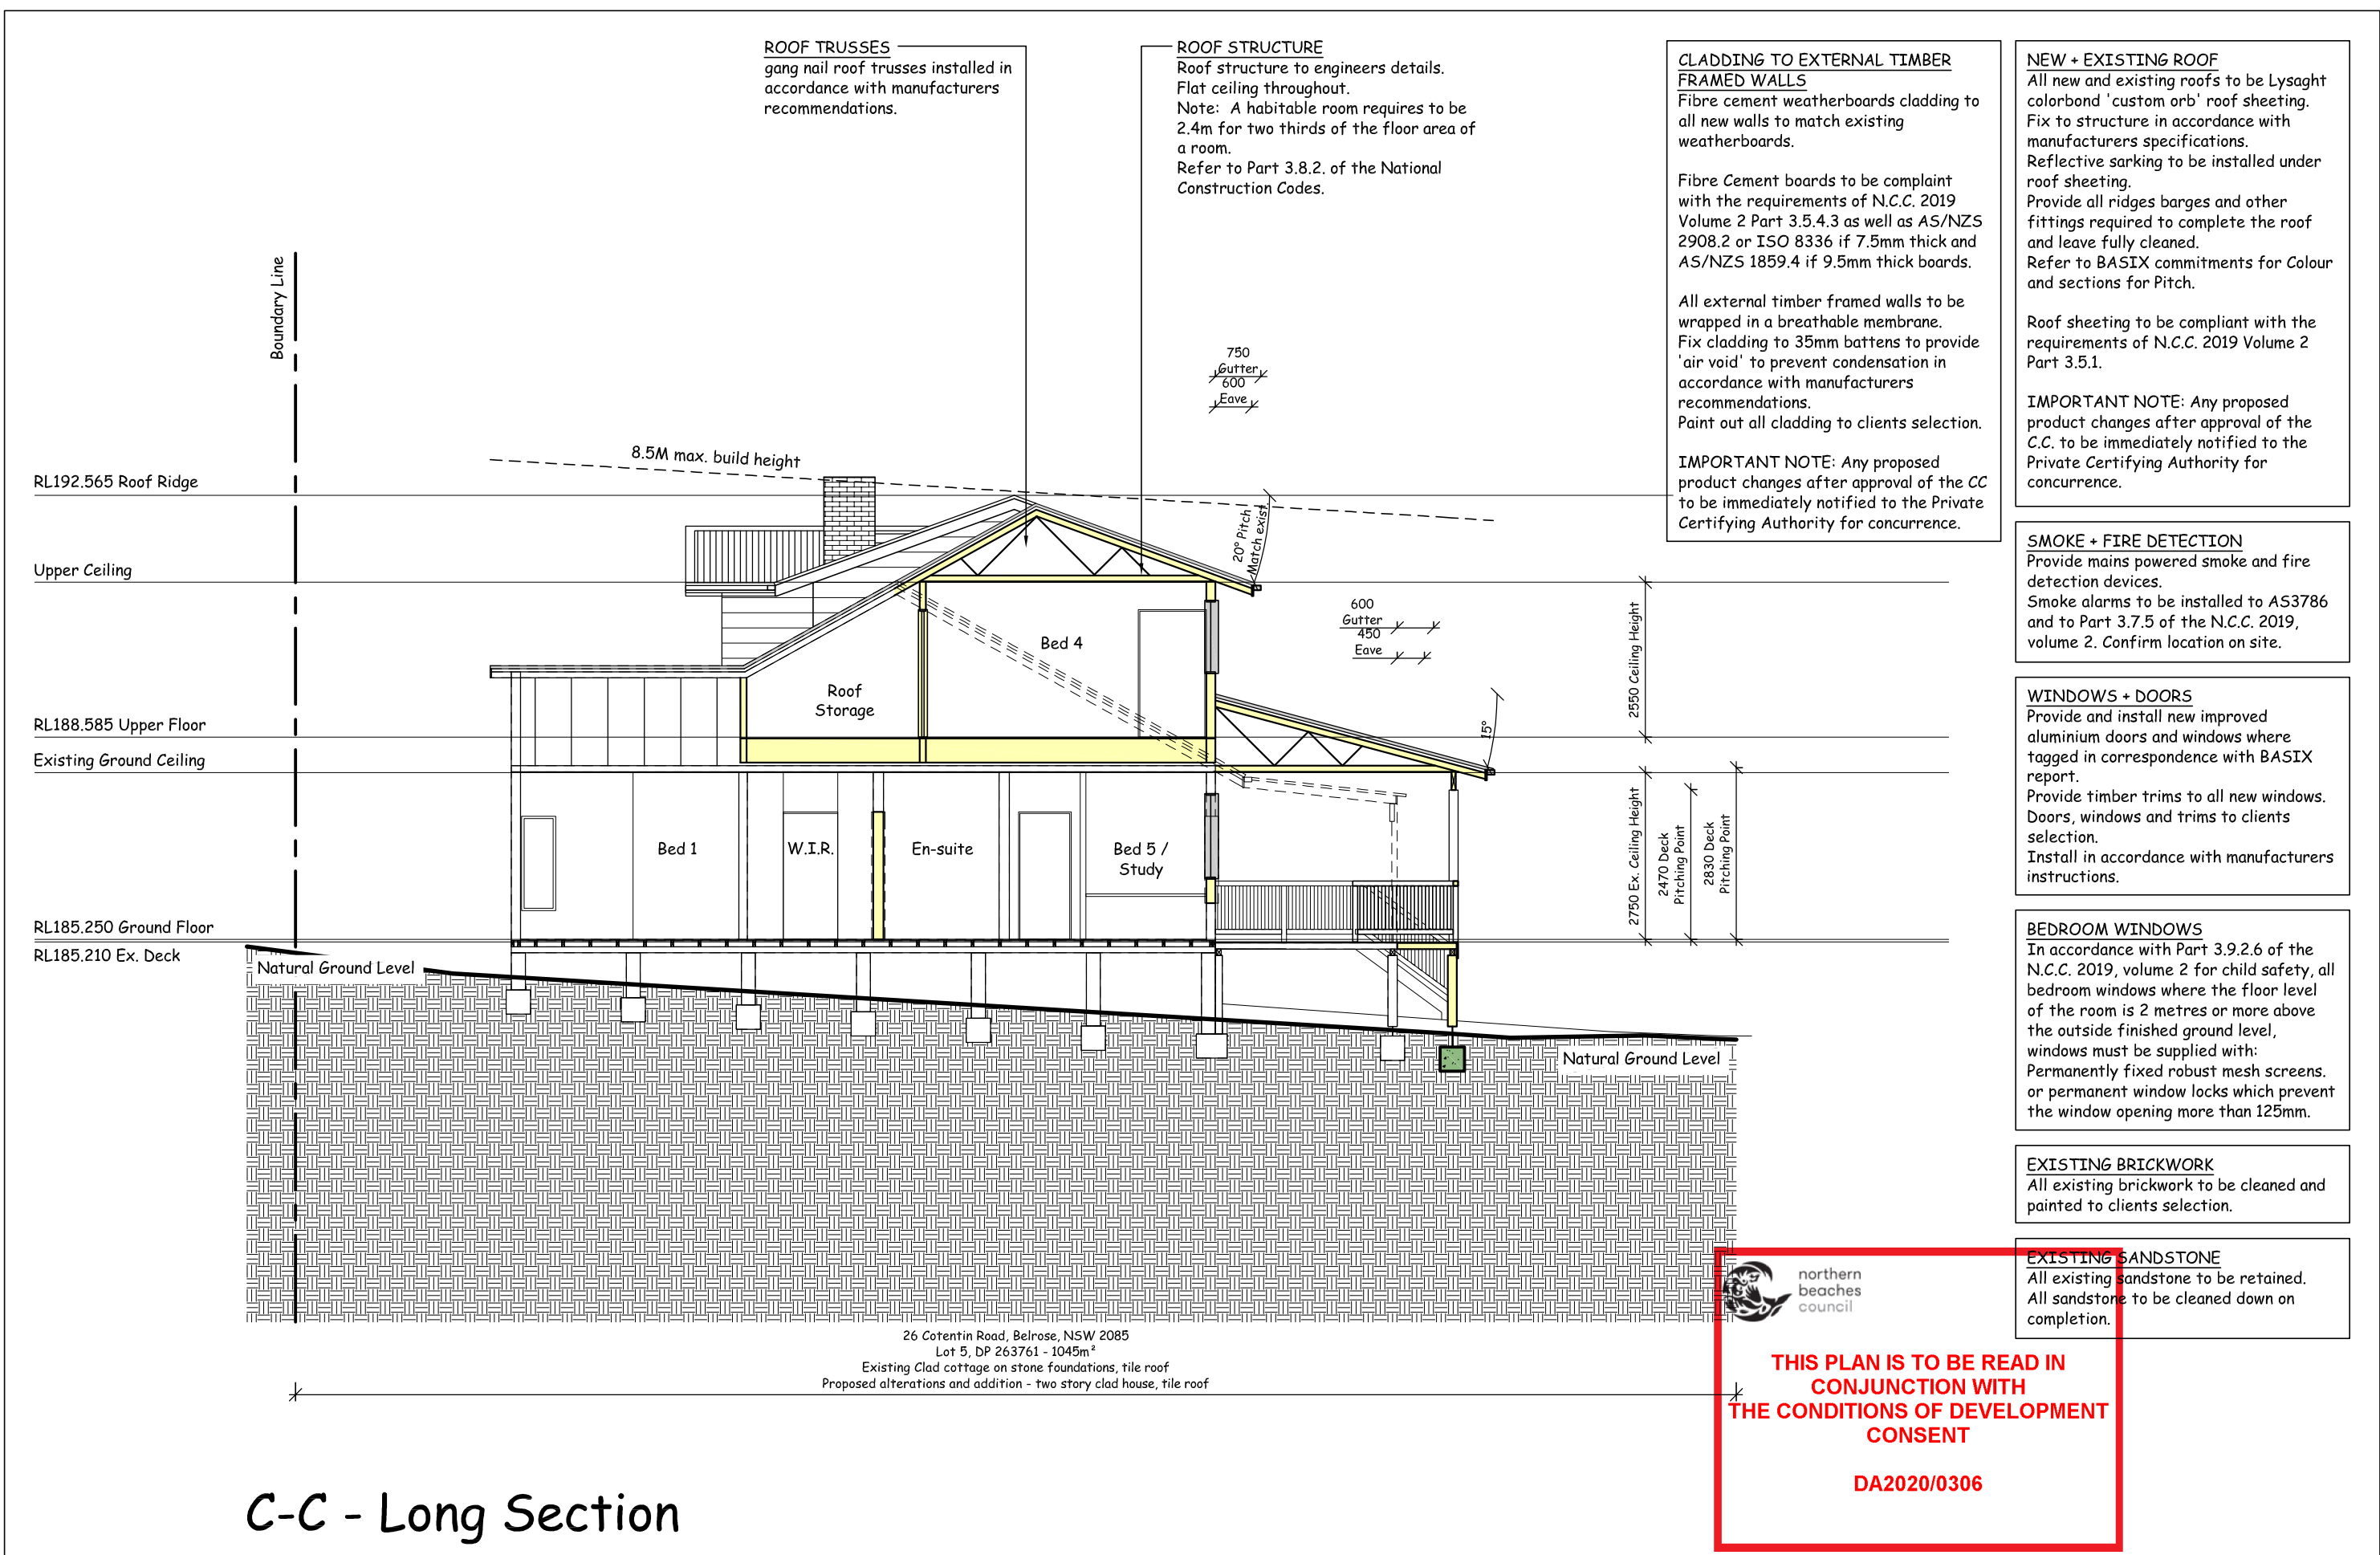 ROOF TRUSSES
gang nail roof trusses installed in
accordance with manufacturers
recommendations.
ROOF STRUCTURE
Roof structure to engineers details.
Flat ceiling throughout.
Note: A habitable room requires to be
2.4m for two thirds of the floor area of
a room.
Refer to Part 3.8.2. of the National
Construction Codes.
CLADDING TO EXTERNAL TIMBER
FRAMED WALLS
Fibre cement weatherboards cladding to
all new walls to match existing
weatherboards.
Fibre Cement boards to be complaint
with the requirements of N.C.C. 2019
Volume 2 Part 3.5.4.3 as well as AS/NZS
2908.2 or ISO 8336 if 7.5mm thick and
AS/NZS 1859.4 if 9.5mm thick boards.
All external timber framed walls to be
wrapped in a breathable membrane.
Fix cladding to 35mm battens to provide
'air void' to prevent condensation in
accordance with manufacturers
recommendations.
Paint out all cladding to clients selection.
IMPORTANT NOTE: Any proposed
product changes after approval of the CC
to be immediately notified to the Private
Certifying Authority for concurrence.
NEW + EXISTING ROOF
All new and existing roofs to be Lysaght
colorbond 'custom orb' roof sheeting.
Fix to structure in accordance with
manufacturers specifications.
Reflective sarking to be installed under
roof sheeting.
Provide all ridges barges and other
fittings required to complete the roof
and leave fully cleaned.
Refer to BASIX commitments for Colour
and sections for Pitch.
Roof sheeting to be compliant with the
requirements of N.C.C. 2019 Volume 2
Part 3.5.1.
IMPORTANT NOTE: Any proposed
product changes after approval of the
C.C. to be immediately notified to the
Private Certifying Authority for
concurrence.
SMOKE + FIRE DETECTION
Provide mains powered smoke and fire
detection devices.
Smoke alarms to be installed to AS3786
and to Part 3.7.5 of the N.C.C. 2019,
volume 2. Confirm location on site.
WINDOWS + DOORS
Provide and install new improved
aluminium doors and windows where
tagged in correspondence with BASIX
report.
Provide timber trims to all new windows.
Doors, windows and trims to clients
selection.
Install in accordance with manufacturers
instructions.
BEDROOM WINDOWS
In accordance with Part 3.9.2.6 of the
N.C.C. 2019, volume 2 for child safety, all
bedroom windows where the floor level
of the room is 2 metres or more above
the outside finished ground level,
windows must be supplied with:
Permanently fixed robust mesh screens.
or permanent window locks which prevent
the window opening more than 125mm.
EXISTING BRICKWORK
All existing brickwork to be cleaned and
painted to clients selection.
EXISTING SANDSTONE
All existing sandstone to be retained.
All sandstone to be cleaned down on
completion.
Boundary Line
750
Gutter
600
Eave
8.5M max. build height
RL192.565 Roof Ridge
20° Pitch
Match exist.
Upper Ceiling
600
Gutter
450
Eave
Bed 4
2550 Ceiling Height
Roof
Storage
RL188.585 Upper Floor
15°
Existing Ground Ceiling
Bed 1
W.I.R.
En-suite
Bed 5 /
Study
2750 Ex. Ceiling Height
2470 Deck
Pitching Point
2830 Deck
Pitching Point
RL185.250 Ground Floor
RL185.210 Ex. Deck
Natural Ground Level
Natural Ground Level
26 Cotentin Road, Belrose, NSW 2085
Lot 5, DP 263761 - 1045m²
Existing Clad cottage on stone foundations, tile roof
Proposed alterations and addition - two story clad house, tile roof
northern
beaches
council
THIS PLAN IS TO BE READ IN
CONJUNCTION WITH
THE CONDITIONS OF DEVELOPMENT
CONSENT
DA2020/0306
C-C - Long Section